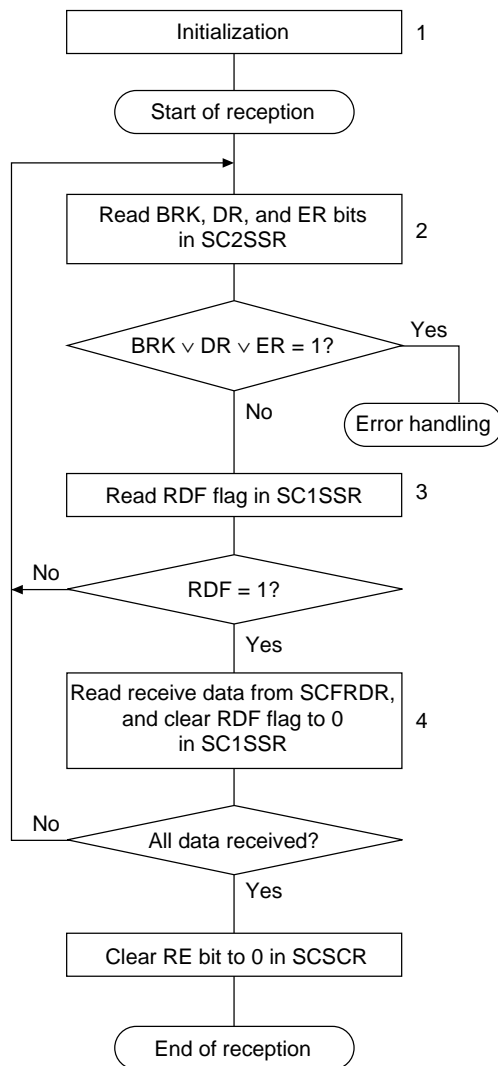 Initialization
1
Start of reception
Read BRK, DR, and ER bits
in SC2SSR
2
BRK ∨ DR ∨ ER = 1?
Yes
No
Error handling
Read RDF flag in SC1SSR
3
No
RDF = 1?
Yes
Read receive data from SCFRDR,
and clear RDF flag to 0
in SC1SSR
4
No
All data received?
Yes
Clear RE bit to 0 in SCSCR
End of reception